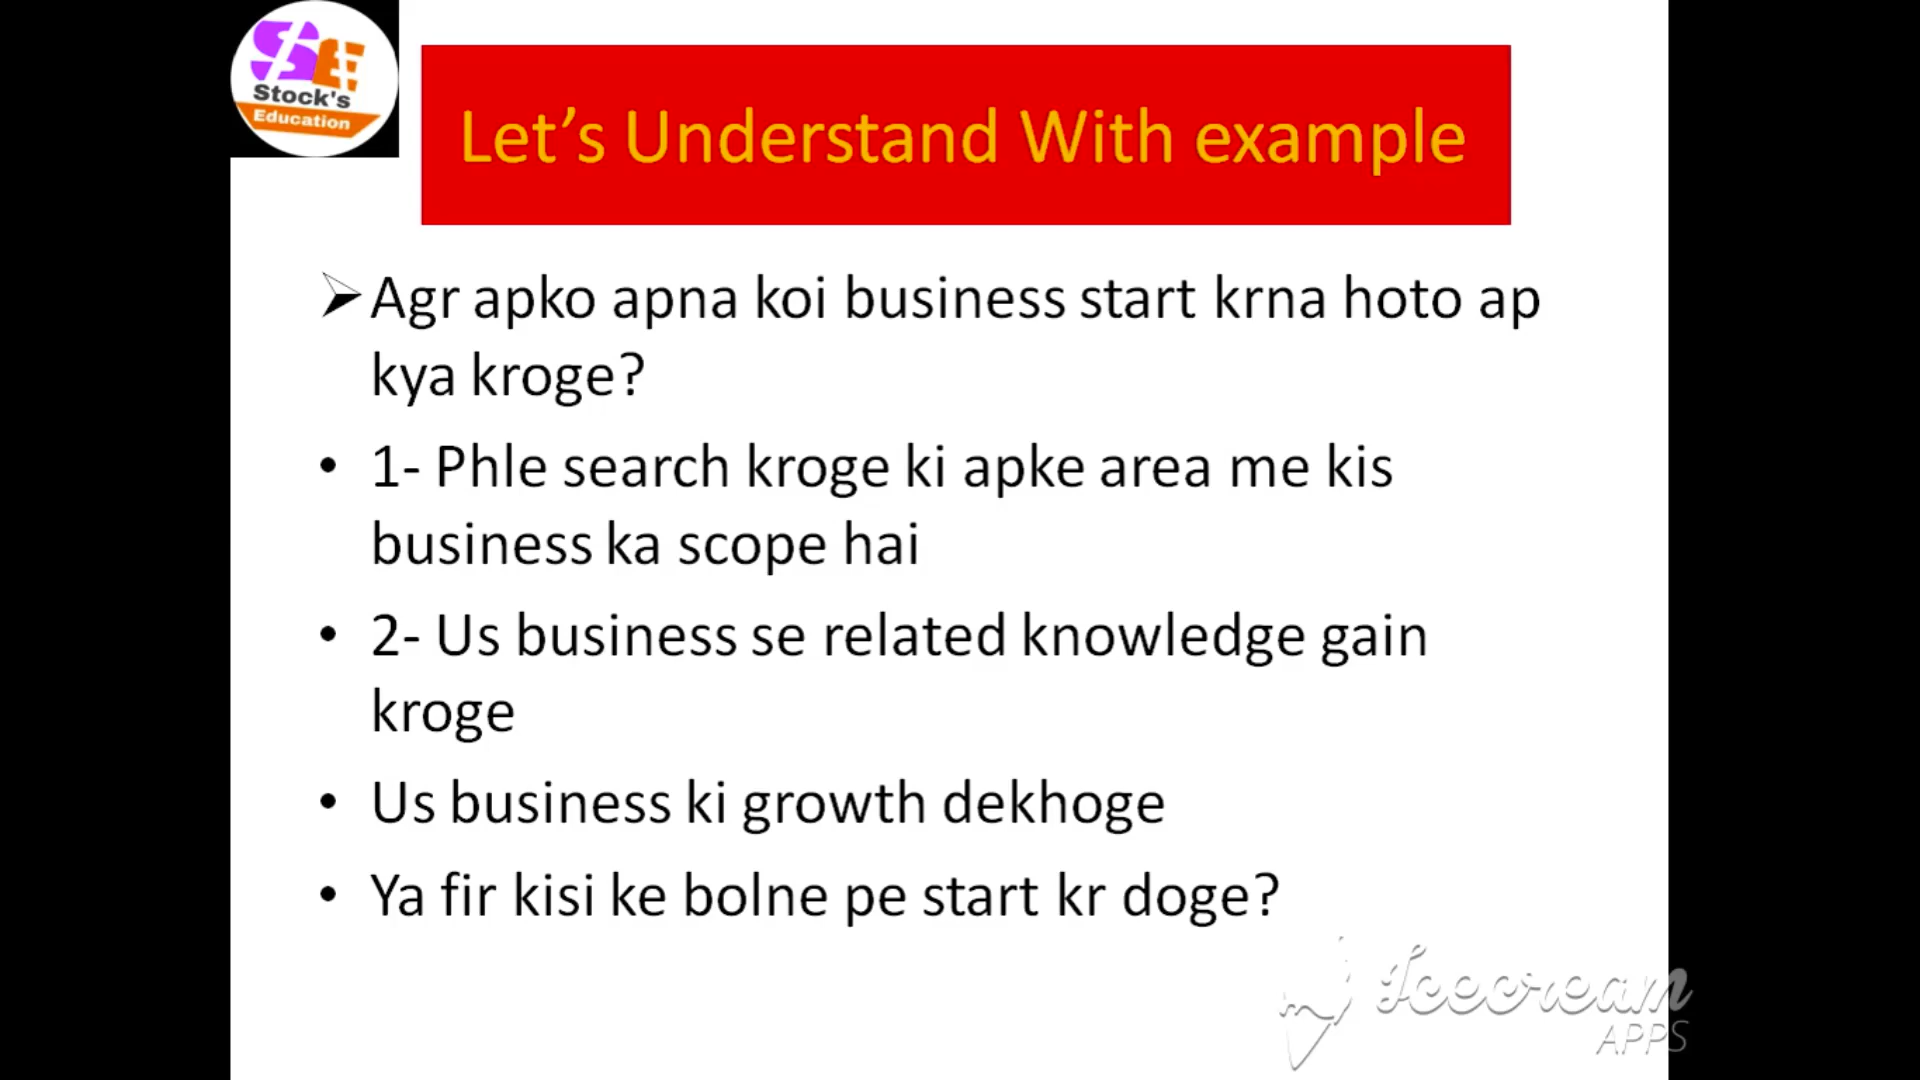 SE
Stock's
Education
Let’s Understand With example
Agr apko apna koi business start krna hoto ap
kya kroge?
1- Phle search kroge ki apke area me kis
business ka scope hai
2- Us business se related knowledge gain
kroge
Us business ki growth dekhoge
Ya fir kisi ke bolne pe start kr doge?
Icecream
APPS